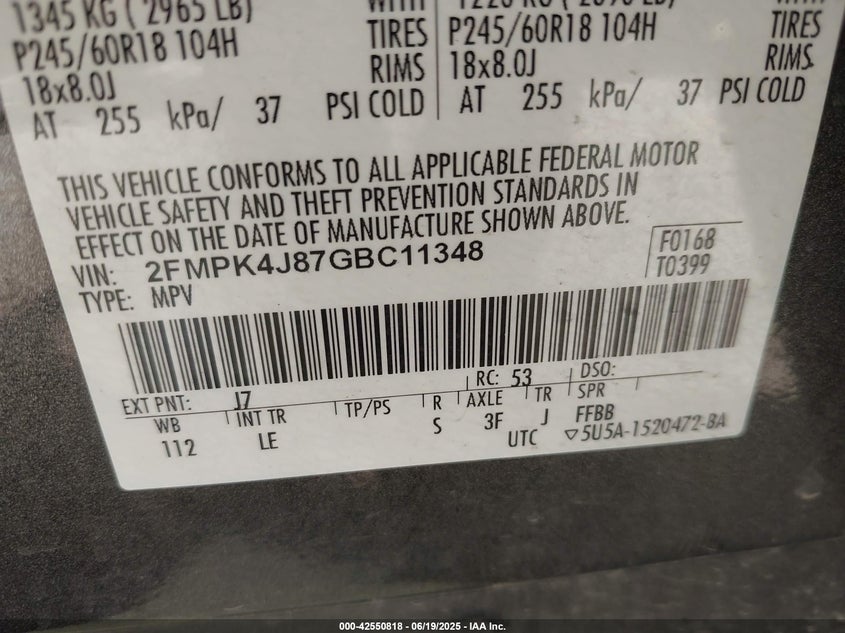 1345 KG ( 2965 LB) WITH
P245/60R18 104H TIRES P245/60R18 104H TIRES
18x8.0J RIMS 18x8.0J RIMS
AT 255 kPa/ 37 PSI COLD AT 255 kPa/ 37 PSI COLD
THIS VEHICLE CONFORMS TO ALL APPLICABLE FEDERAL MOTOR
VEHICLE SAFETY AND THEFT PREVENTION STANDARDS IN
EFFECT ON THE DATE OF MANUFACTURE SHOWN ABOVE.
VIN: 2FMPK4J87GBC11348 F0168
TYPE: MPV T0399
EXT PNT: J7 RC: 53 DSO:
WB INT TR TP/PS R AXLE TR SPR
112 LE S 3F J FFBB
UTC ▽5U5A-1520472-BA
000-42550818 - 06/19/2025 - IAA Inc.